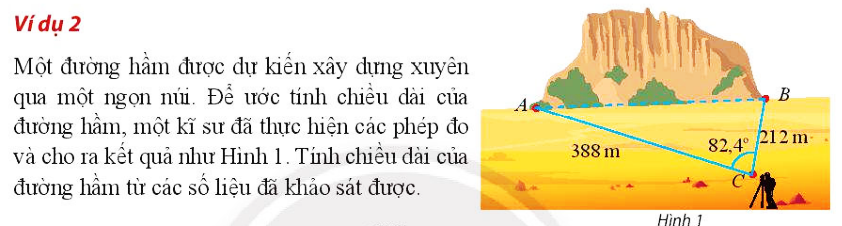 Ví dụ 2
Một đường hầm được dự kiến xây dựng xuyên
qua một ngọn núi. Để ước tính chiều dài của
đường hầm, một kĩ sư đã thực hiện các phép đo
và cho ra kết quả như Hình 1. Tính chiều dài của
đường hầm từ các số liệu đã khảo sát được.
A
B
388 m
82,4°
212 m
C
Hình 1